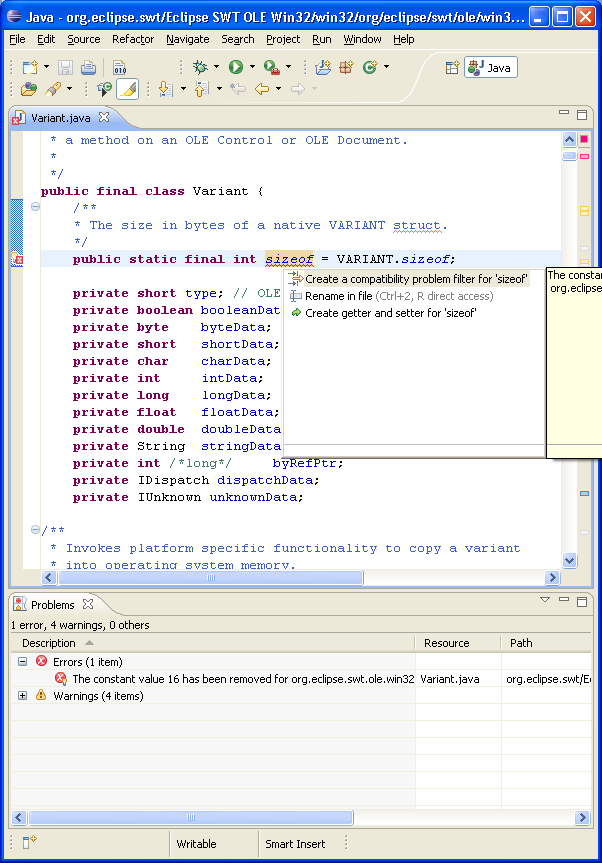 Java - org.eclipse.swt/Eclipse SWT OLE Win32/win32/org/eclipse/swt/ole/win3...
File Edit Source Refactor Navigate Search Project Run Window Help
010
Java
Variant.java
* a method on an OLE Control or OLE Document.
*
*/
public final class Variant {
/**
* The size in bytes of a native VARIANT struct.
*/
public static final int sizeof = VARIANT.sizeof;
private short type; // OLE
private boolean booleanDat
private byte byteData;
private short shortData;
private char charData;
private int intData;
private long longData;
private float floatData;
private double doubleData
private String stringData
private int /*long*/ byRefPtr;
private IDispatch dispatchData;
private IUnknown unknownData;
/**
* Invokes platform specific functionality to copy a variant
* into operating system memory.
Create a compatibility problem filter for 'sizeof'
Rename in file (Ctrl+2, R direct access)
Create getter and setter for 'sizeof'
The consta
org.eclipse
Problems
1 error, 4 warnings, 0 others
Description Resource Path
Errors (1 item)
The constant value 16 has been removed for org.eclipse.swt.ole.win32 Variant.java org.eclipse.swt/Ec
Warnings (4 items)
Writable Smart Insert